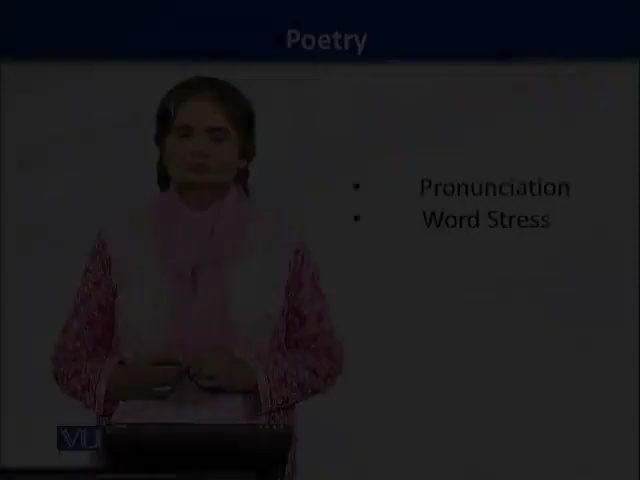 Poetry
• Pronunciation
• Word Stress
VU